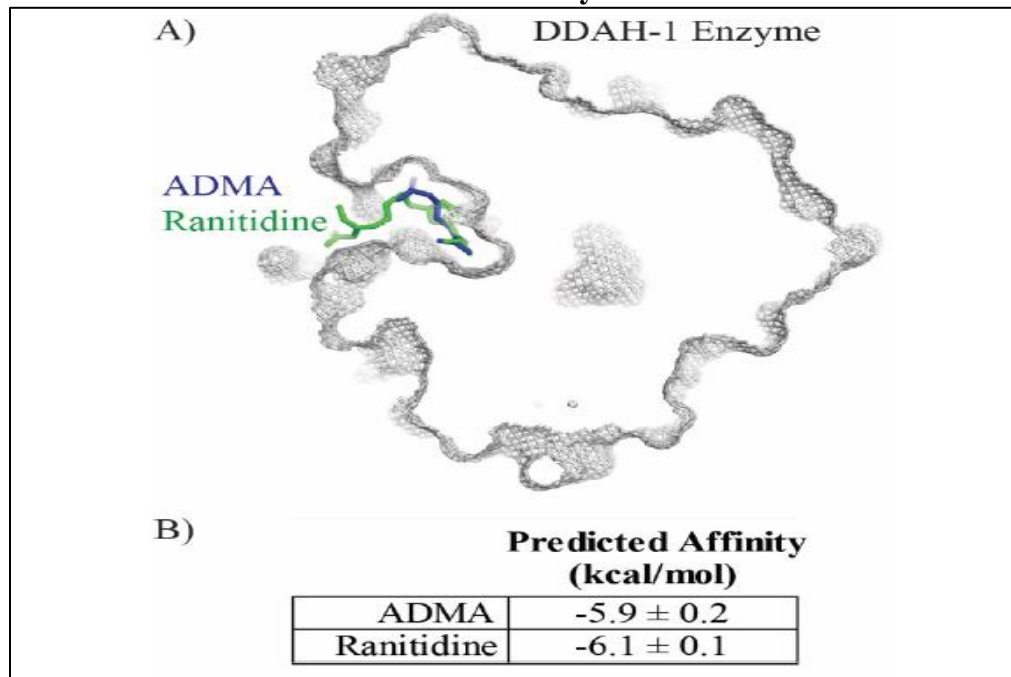 A)
DDAH-1 Enzyme
ADMA
Ranitidine
B)
Predicted Affinity
(kcal/mol)
ADMA -5.9 ± 0.2
Ranitidine -6.1 ± 0.1